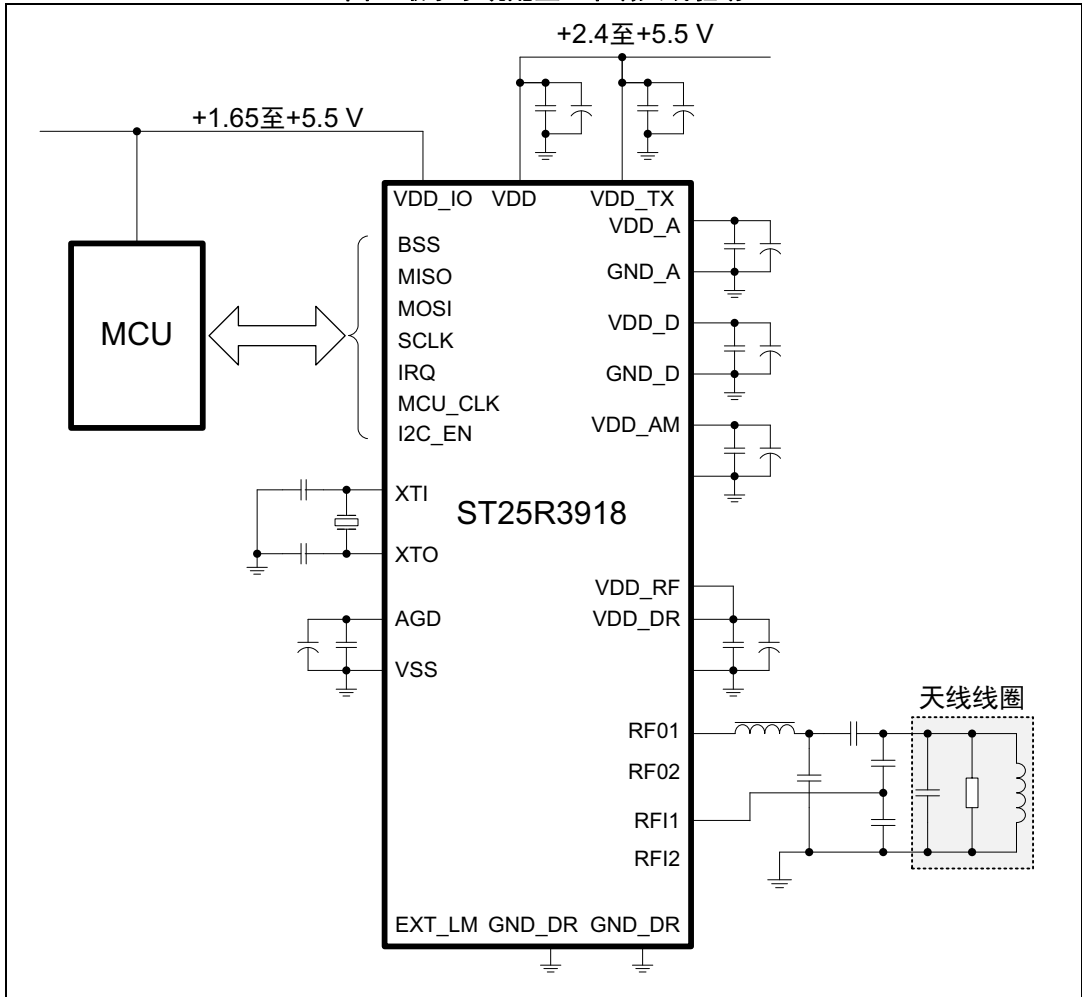 +2.4至+5.5 V
+1.65至+5.5 V
VDD_IO VDD VDD_TX
VDD_A
BSS
MISO
GND_A
MOSI
VDD_D
SCLK
IRQ
GND_D
MCU_CLK
I2C_EN
VDD_AM
MCU
XTI
ST25R3918
XTO
VDD_RF
AGD
VDD_DR
VSS
天线线圈
RF01
RF02
RFI1
RFI2
EXT_LM GND_DR GND_DR